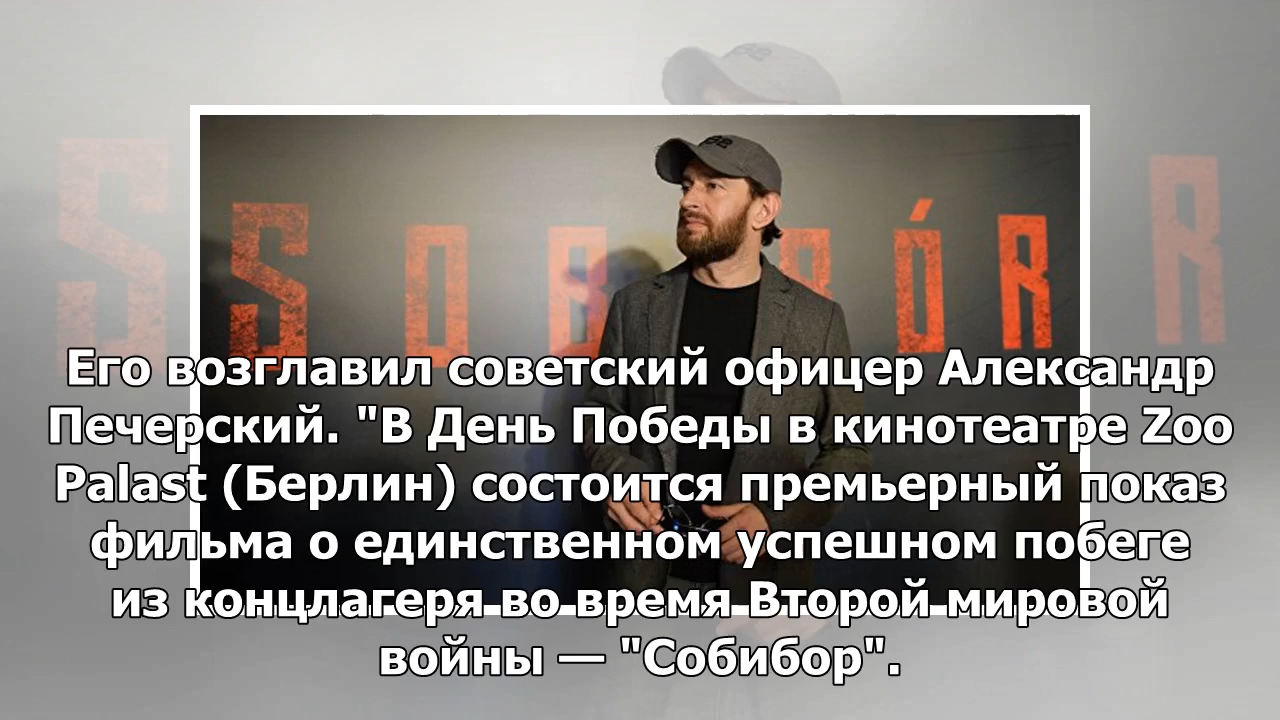 SOBIBÓR
Его возглавил советский офицер Александр
Печерский. "В День Победы в кинотеатре Zoo
Palast (Берлин) состоится премьерный показ
фильма о единственном успешном побеге
из концлагеря во время Второй мировой
войны — "Собибор".